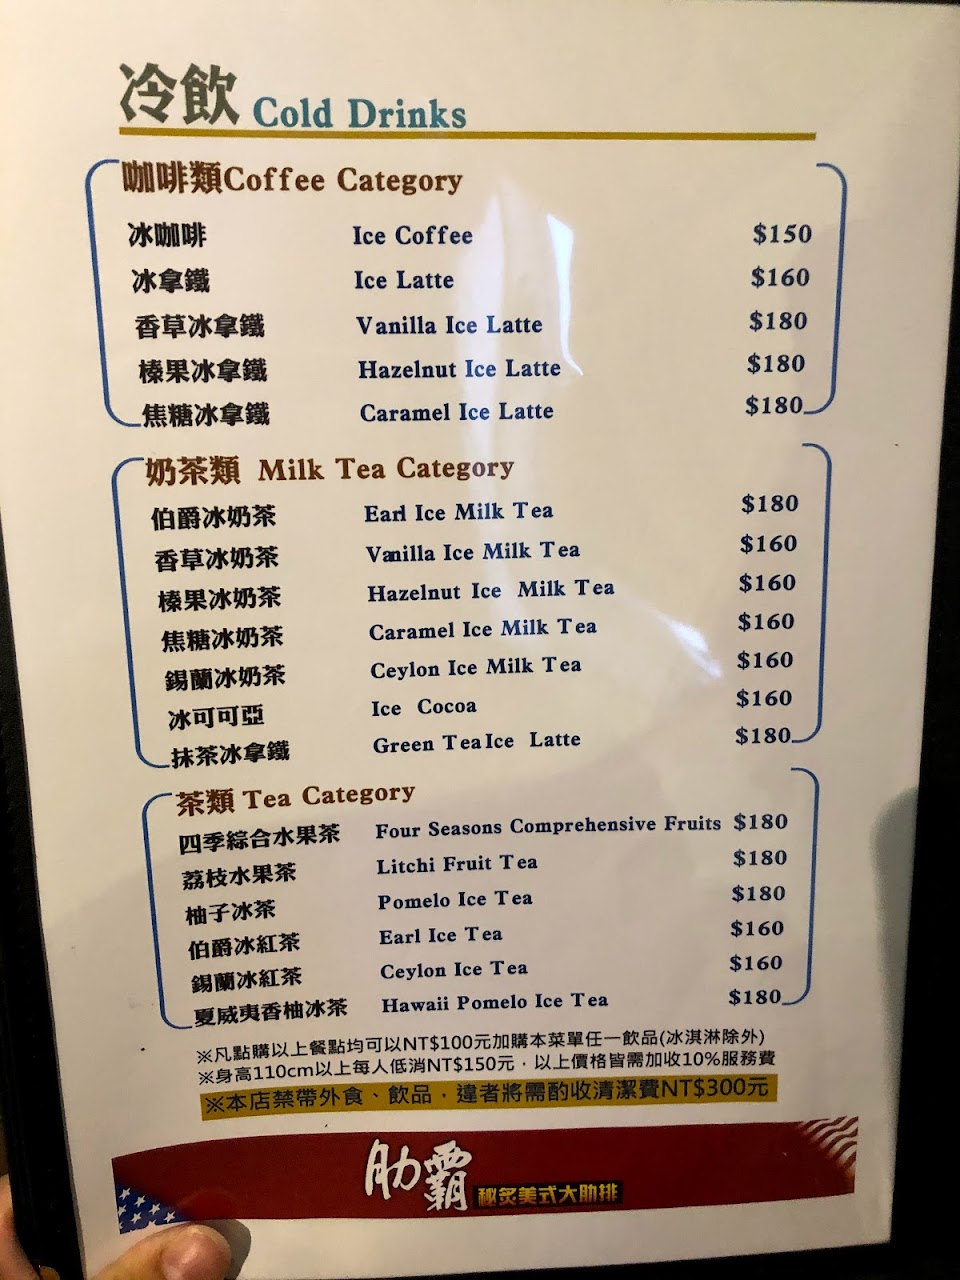 冷飲 Cold Drinks
咖啡類Coffee Category
冰咖啡 Ice Coffee $150
冰拿鐵 Ice Latte $160
香草冰拿鐵 Vanilla Ice Latte $180
榛果冰拿鐵 Hazelnut Ice Latte $180
焦糖冰拿鐵 Caramel Ice Latte $180
奶茶類 Milk Tea Category
伯爵冰奶茶 Earl Ice Milk Tea $180
香草冰奶茶 Vanilla Ice Milk Tea $160
榛果冰奶茶 Hazelnut Ice Milk Tea $160
焦糖冰奶茶 Caramel Ice Milk Tea $160
錫蘭冰奶茶 Ceylon Ice Milk Tea $160
冰可可亞 Ice Cocoa $160
抹茶冰拿鐵 Green Tea Ice Latte $180
茶類 Tea Category
四季綜合水果茶 Four Seasons Comprehensive Fruits $180
荔枝水果茶 Litchi Fruit Tea $180
柚子冰茶 Pomelo Ice Tea $180
伯爵冰紅茶 Earl Ice Tea $160
錫蘭冰紅茶 Ceylon Ice Tea $160
夏威夷香柚冰茶 Hawaii Pomelo Ice Tea $180
※凡點購以上餐點均可以NT$100元加購本菜單任一飲品(冰淇淋除外)
※身高110cm以上每人低消NT$150元，以上價格皆需加收10%服務費
※本店禁帶外食、飲品，違者將需酌收清潔費NT$300元
肋霸 秘炙美式大肋排